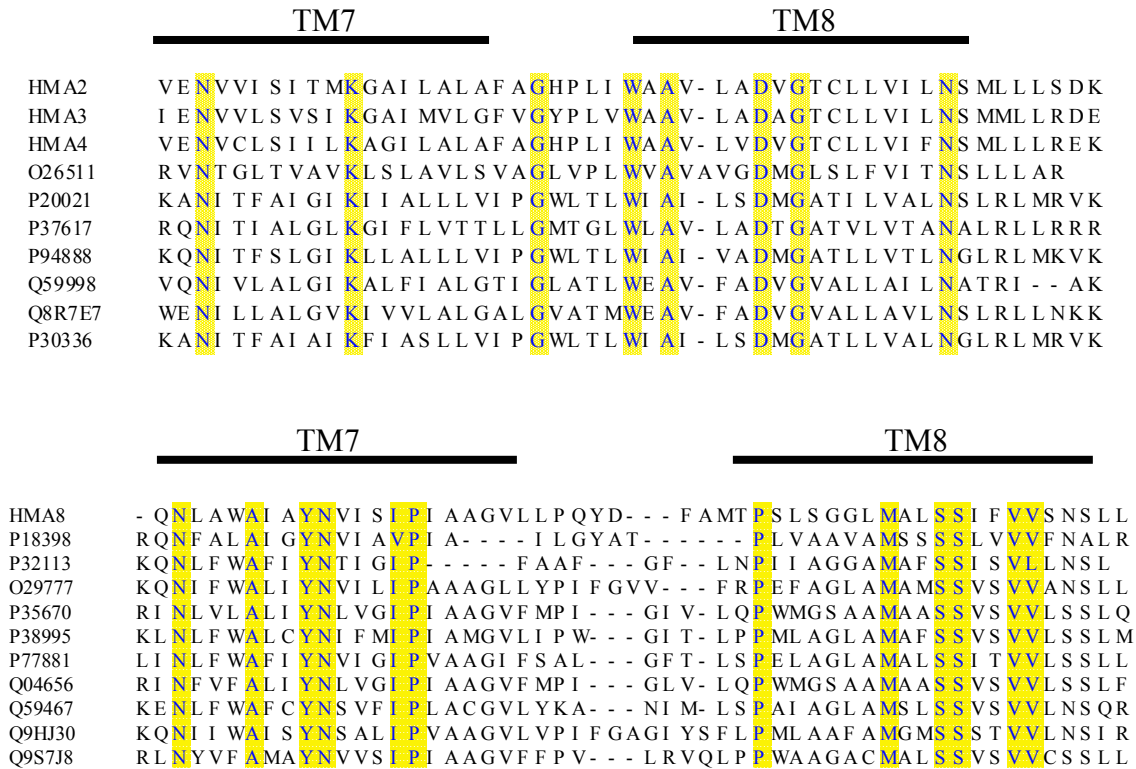 TM7 TM8
HMA2 VENVVISITMKGAILALAFAGHPLIWAAV-LADVGTCLLVILNSMLLLSDK
HMA3 IENVVLSVSIKGAIMVLGFVGYPLVWAAV-LADAGTCLLVILNSMMLLRDE
HMA4 VENVCLSIILKAGILALAFAGHPLIWAAV-LVDVGTCLLVIFNSMLLLREK
O26511 RVNTGLTVAVKLSLAVLSVAGLVPLWVAVAVGDMGLSLFVITNSLLLAR
P20021 KANITFAIGIKIIALLLVIPGWLTLWIAI-LSDMGATILVALNSLRLMRVK
P37617 RQNITIALGLKGIFLVTTLLGMTGLWLAV-LADTGATVLVTANALRLLRRR
P94888 KQNITFSLGIKLLALLLVIPGWLTLWIAI-VADMGATLLVTLNGLRLMKVK
Q59998 VQNIVLALGIKALFIALGTIGLATLWEAV-FADVGVALLAILNATRI--AK
Q8R7E7 WENILLALGVKIVVLALGALGVATMWEAV-FADVGVALLAVLNSLRLLNKK
P30336 KANITFAIAIKFIASLLVIPGWLTLWIAI-LSDMGATLLVALNGLRLMRVK
TM7 TM8
HMA8 -QNLAWAIAYNVISIPIAAGVLLPQYD---FAMTPSLSGGLMALSSIFVVSNSLL
P18398 RQNFALAIGYNVIAVPIA----ILGYAT------PLVAAVAMSSSSLVVVFNALR
P32113 KQNLFWAFIYNTIGIP-----FAAF---GF--LNPIIAGGAMAFSSISVLLNSL
O29777 KQNIFWALIYNVILIPAAAGLLYPIFGVV---FRPEFAGLAMAMSSVSVVANSLL
P35670 RINLVLALIYNLVGIPIAAGVFMPI---GIV-LQPWMGSAAMAASSVSVVLSSLQ
P38995 KLNLFWALCYNIFMIPIAMGVLIPW---GIT-LPPMLAGLAMAFSSVSVVLSSLM
P77881 LINLFWAFIYNVIGIPVAAGIFSAL---GFT-LSPELAGLAMALSSITVVLSSLL
Q04656 RINFVFALIYNLVGIPIAAGVFMPI---GLV-LQPWMGSAAMAASSVSVVLSSLF
Q59467 KENLFWAFCYNSVFIPLACGVLYKA---NIM-LSPAIAGLAMSLSSVSVVLNSQR
Q9HJ30 KQNIIWAISYNSALIPVAAGVLVPIFGAGIYSFLPMLAAFAMGMSSSTVVLNSIR
Q9S7J8 RLNYVFAMAYNVVSIPIAAGVFFPV---LRVQLPPWAAGACMALSSVSVVCSSLL